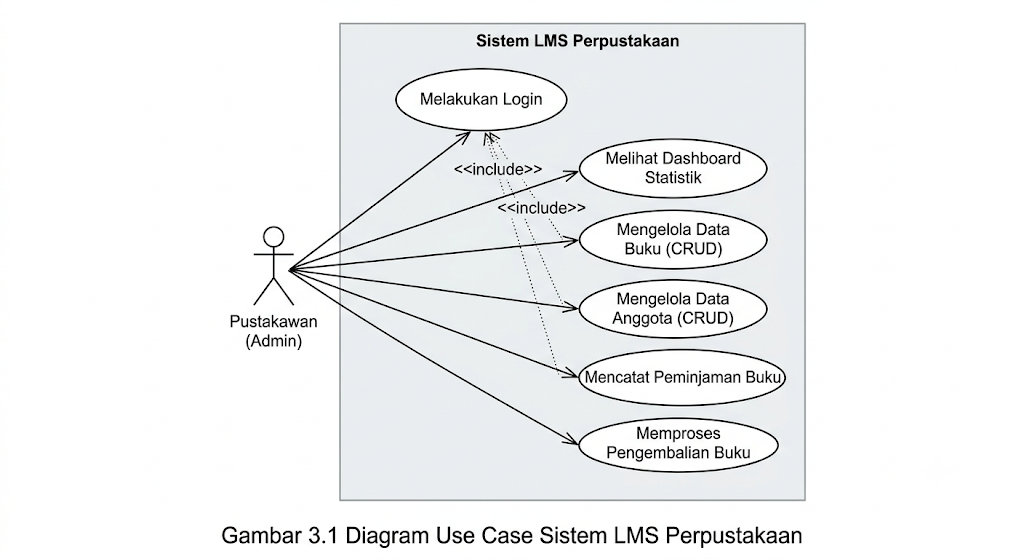 Sistem LMS Perpustakaan
Melakukan Login
<<include>>
Melihat Dashboard
Statistik
<<include>>
Mengelola Data
Buku (CRUD)
Pustakawan
(Admin)
Mengelola Data
Anggota (CRUD)
Mencatat Peminjaman Buku
Memproses
Pengembalian Buku
Gambar 3.1 Diagram Use Case Sistem LMS Perpustakaan